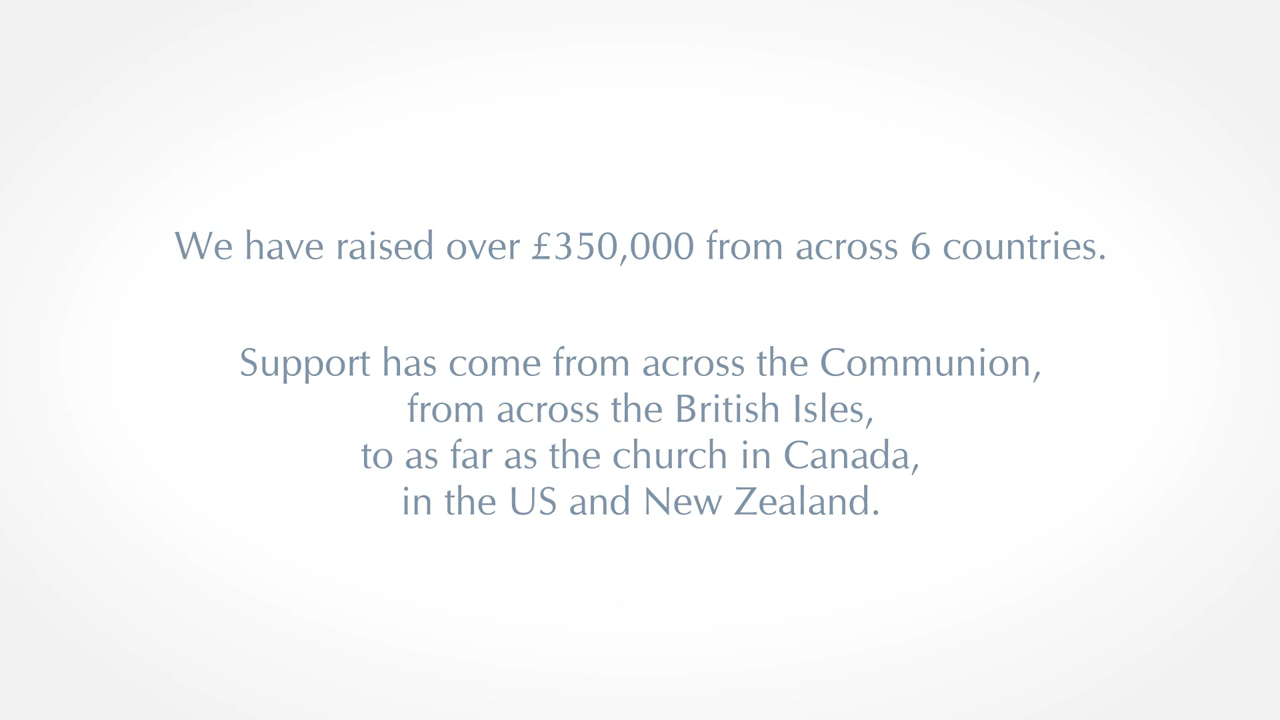 We have raised over £350,000 from across 6 countries.
Support has come from across the Communion,
from across the British Isles,
to as far as the church in Canada,
in the US and New Zealand.